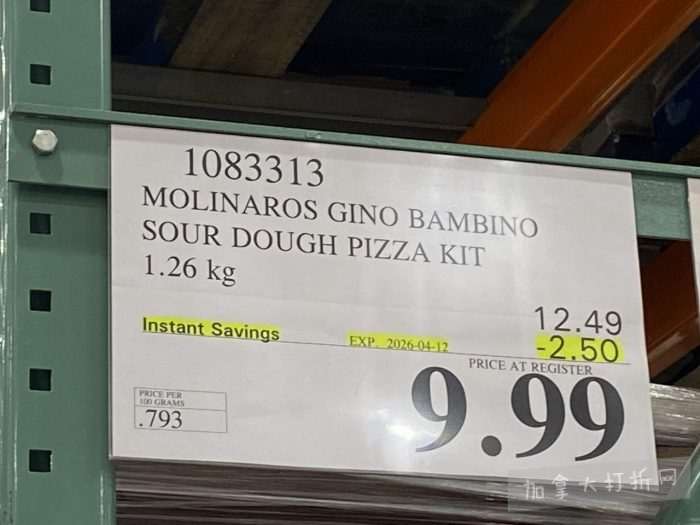 1083313
MOLINAROS GINO BAMBINO
SOUR DOUGH PIZZA KIT
1.26 kg
12.49
Instant Savings EXP. 2026-04-12 -2.50
PRICE AT REGISTER
9.99
PRICE PER
100 GRAMS
.793
加拿大打折网